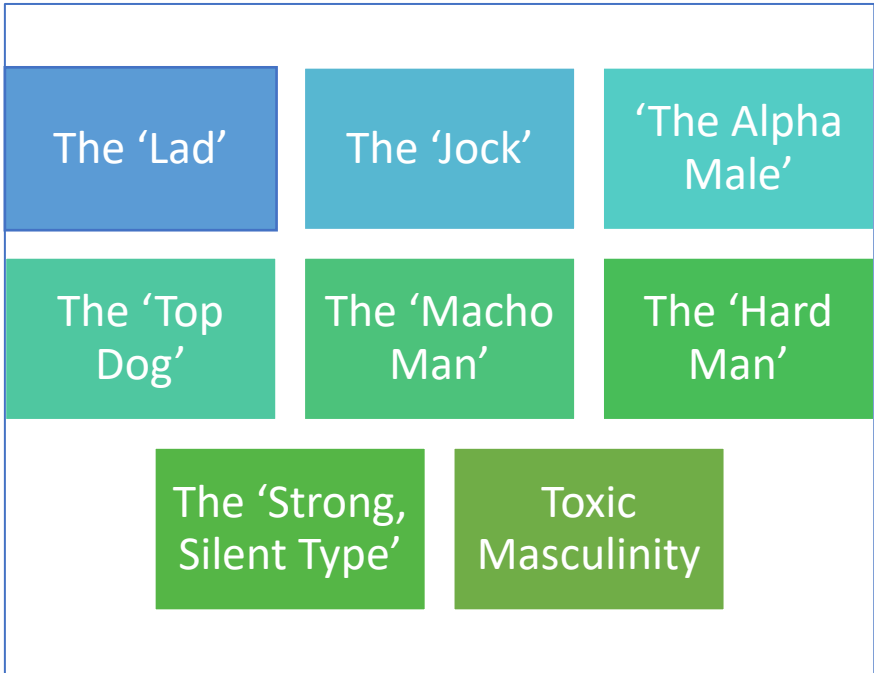 The ‘Lad’
The ‘Jock’
‘The Alpha
Male’
The ‘Top
Dog’
The ‘Macho
Man’
The ‘Hard
Man’
The ‘Strong,
Silent Type’
Toxic
Masculinity